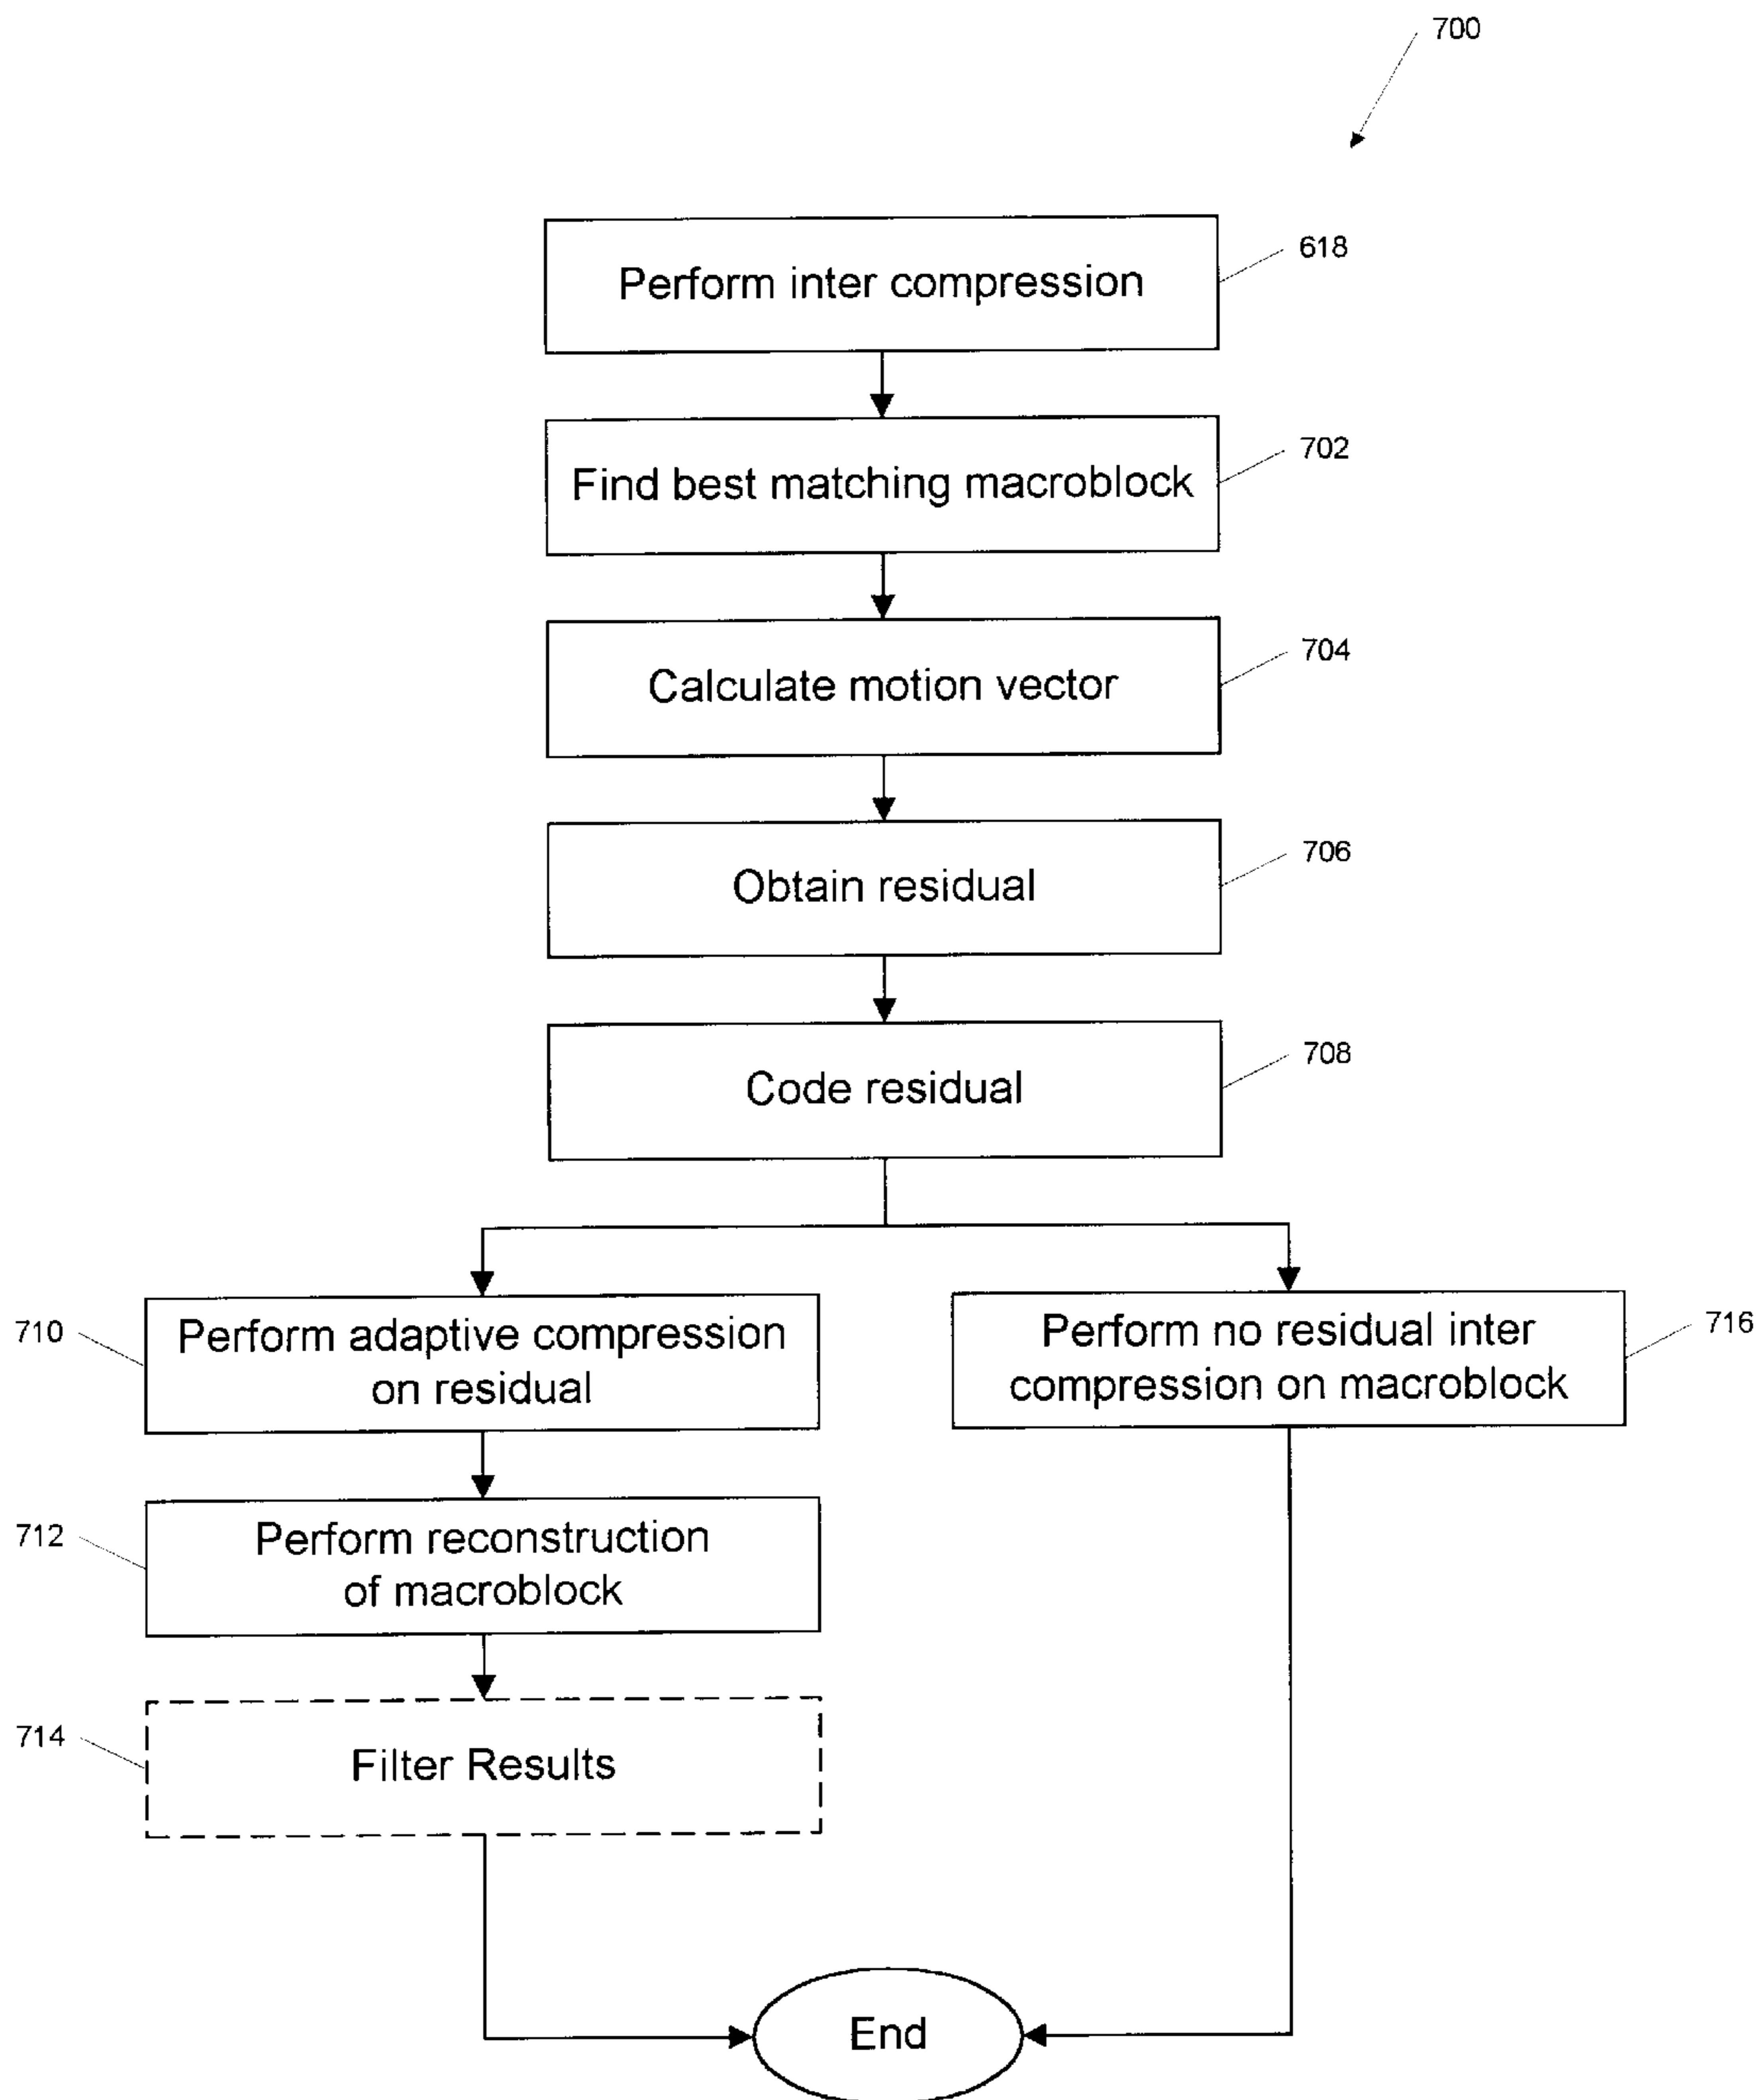 700
Perform inter compression
618
Find best matching macroblock
702
Calculate motion vector
704
Obtain residual
706
Code residual
708
710
Perform adaptive compression
on residual
Perform no residual inter
compression on macroblock
716
712
Perform reconstruction
of macroblock
714
Filter Results
End